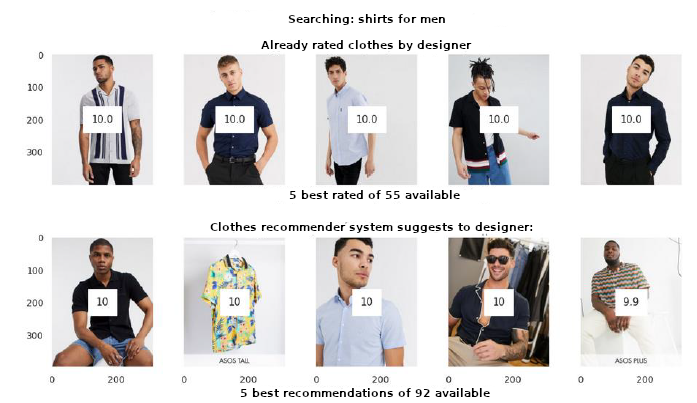 Searching: shirts for men
Already rated clothes by designer
0
100
200
300
10.0 10.0 10.0 10.0 10.0
5 best rated of 55 available
Clothes recommender system suggests to designer:
0
100
200
300
10 10 10 10 9.9
ASOS TALL ASOS PLUS
0 200 0 200 0 200 0 200 0 200
5 best recommendations of 92 available